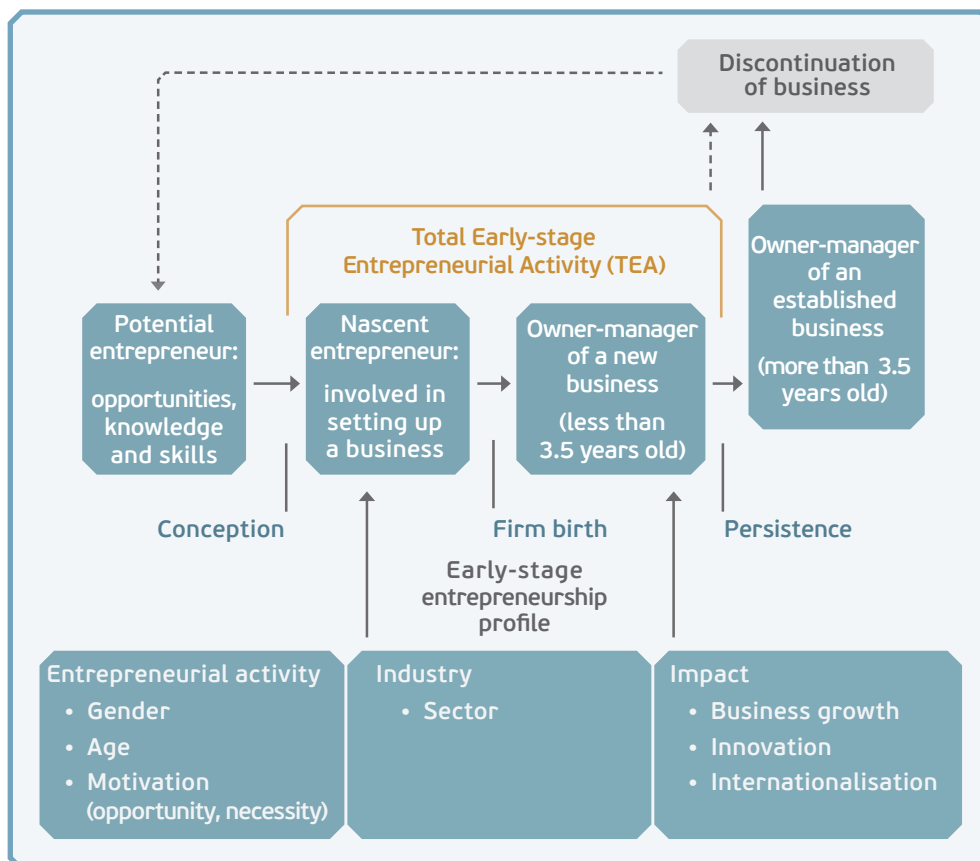 Discontinuation
of business
Total Early-stage
Entrepreneurial Activity (TEA)
Potential
entrepreneur:
opportunities,
knowledge
and skills
Nascent
entrepreneur:
involved in
setting up
a business
Owner-manager
of a new
business
(less than
3.5 years old)
Owner-manager
of an
established
business
(more than 3.5
years old)
Conception
Firm birth
Persistence
Early-stage
entrepreneurship
profile
Entrepreneurial activity
• Gender
• Age
• Motivation
(opportunity, necessity)
Industry
• Sector
Impact
• Business growth
• Innovation
• Internationalisation